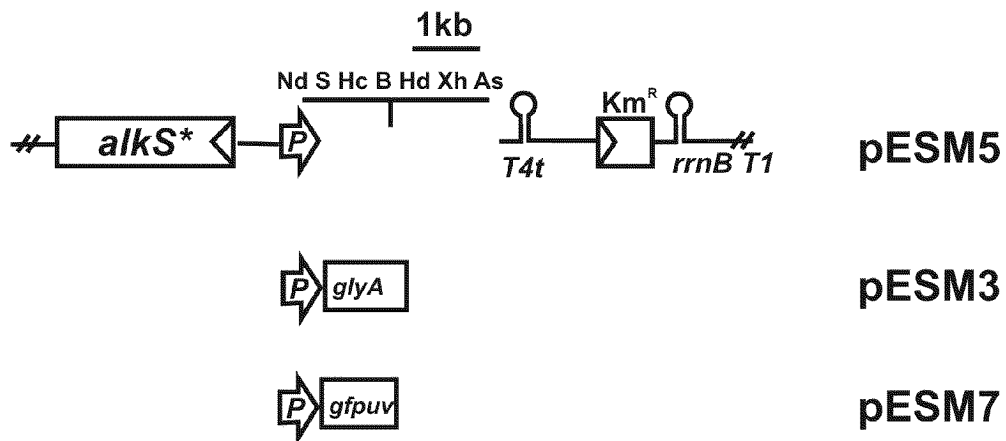 1kb
Nd S Hc B Hd Xh As
alkS* P T4t Km^R rrnB T1 pESM5
P glyA pESM3
P gfpuv pESM7